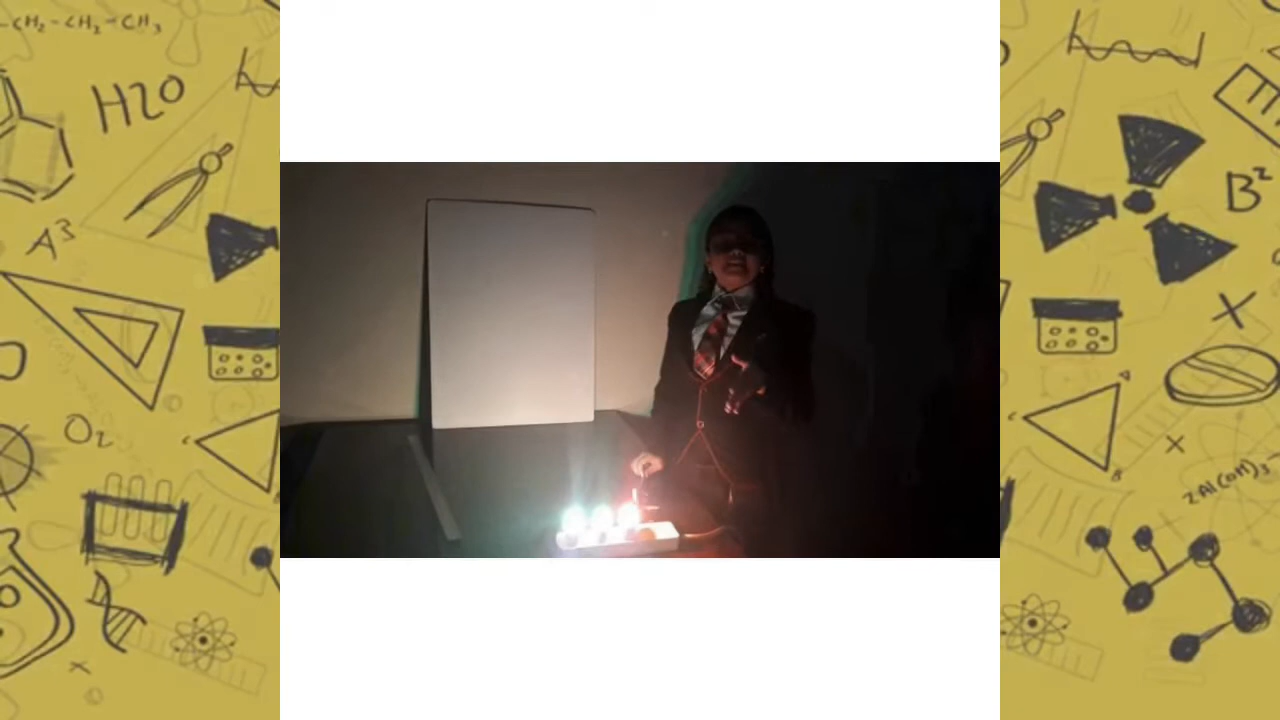 -CH₂-CH₂-CH₃
H2O
A³
O₂
B²
2Al(OH)₃-